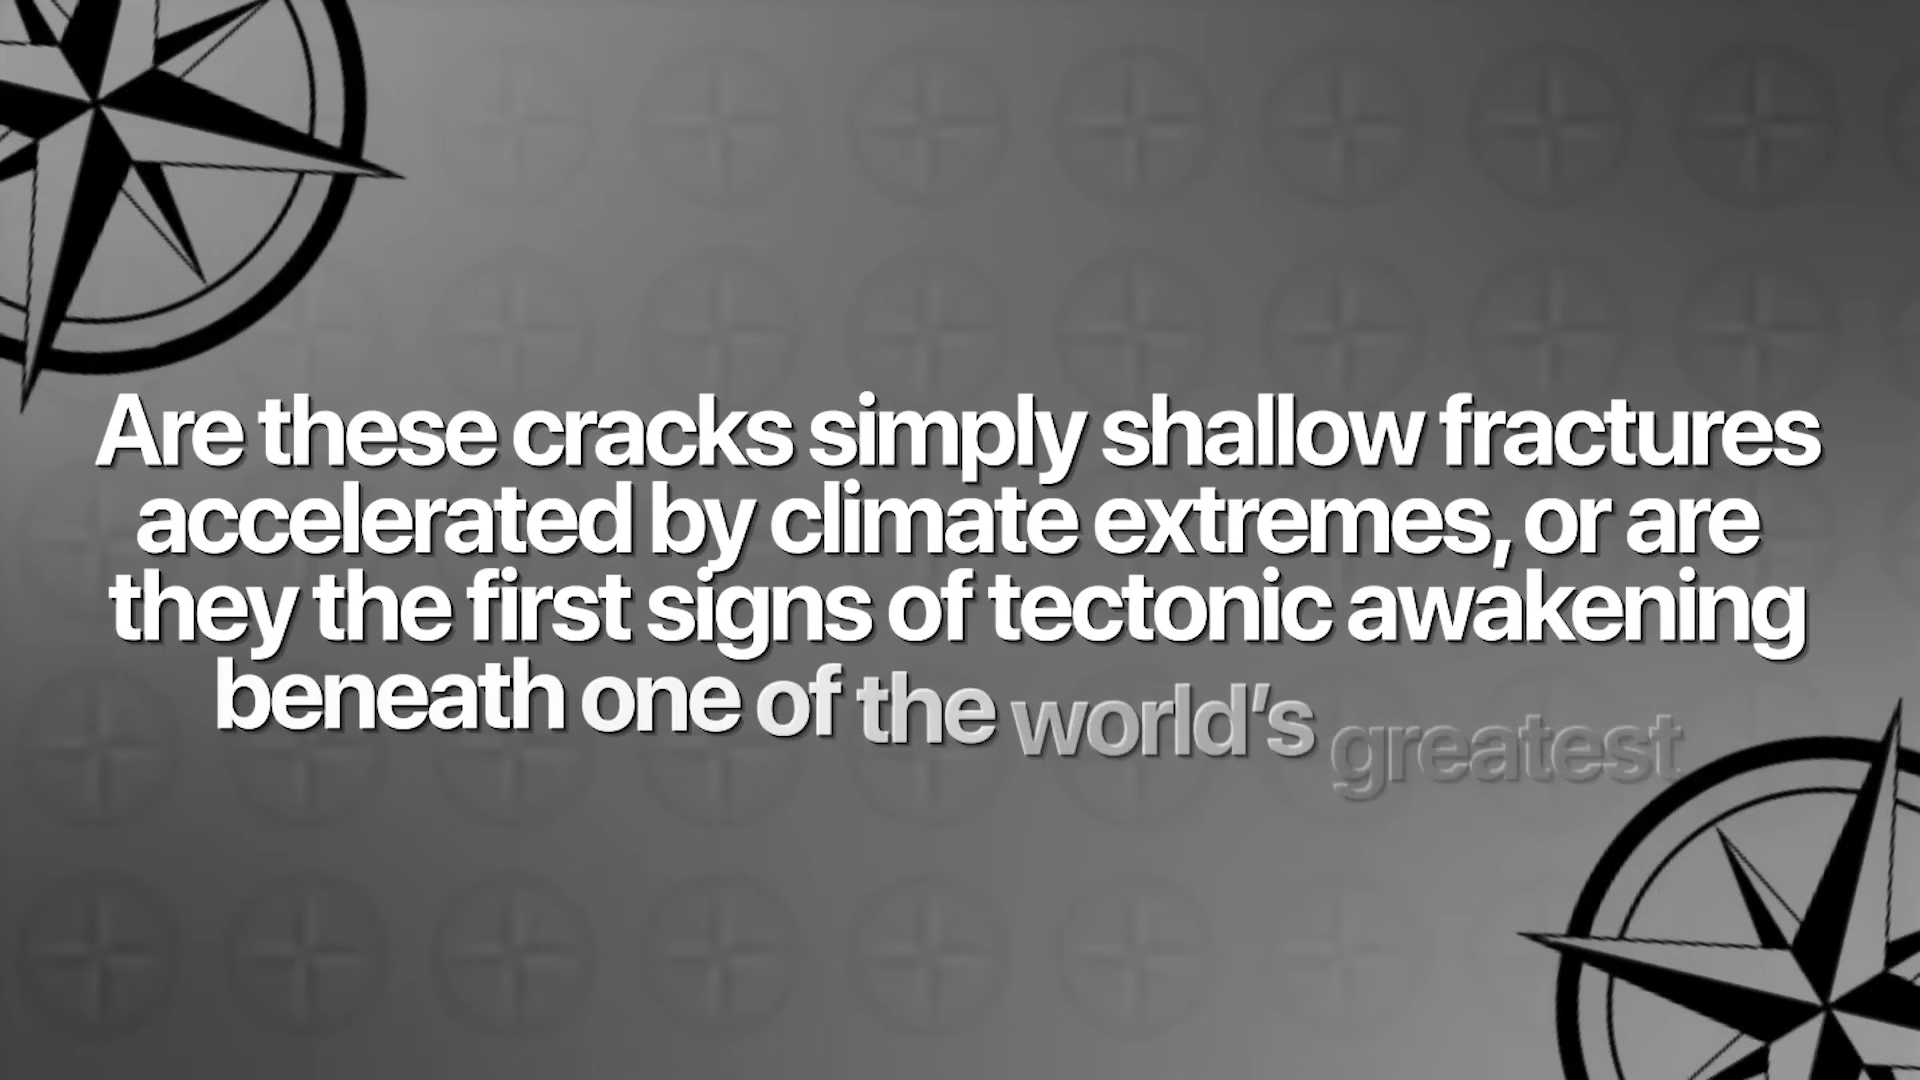 Are these cracks simply shallow fractures
accelerated by climate extremes, or are
they the first signs of tectonic awakening
beneath one of the world’s greatest